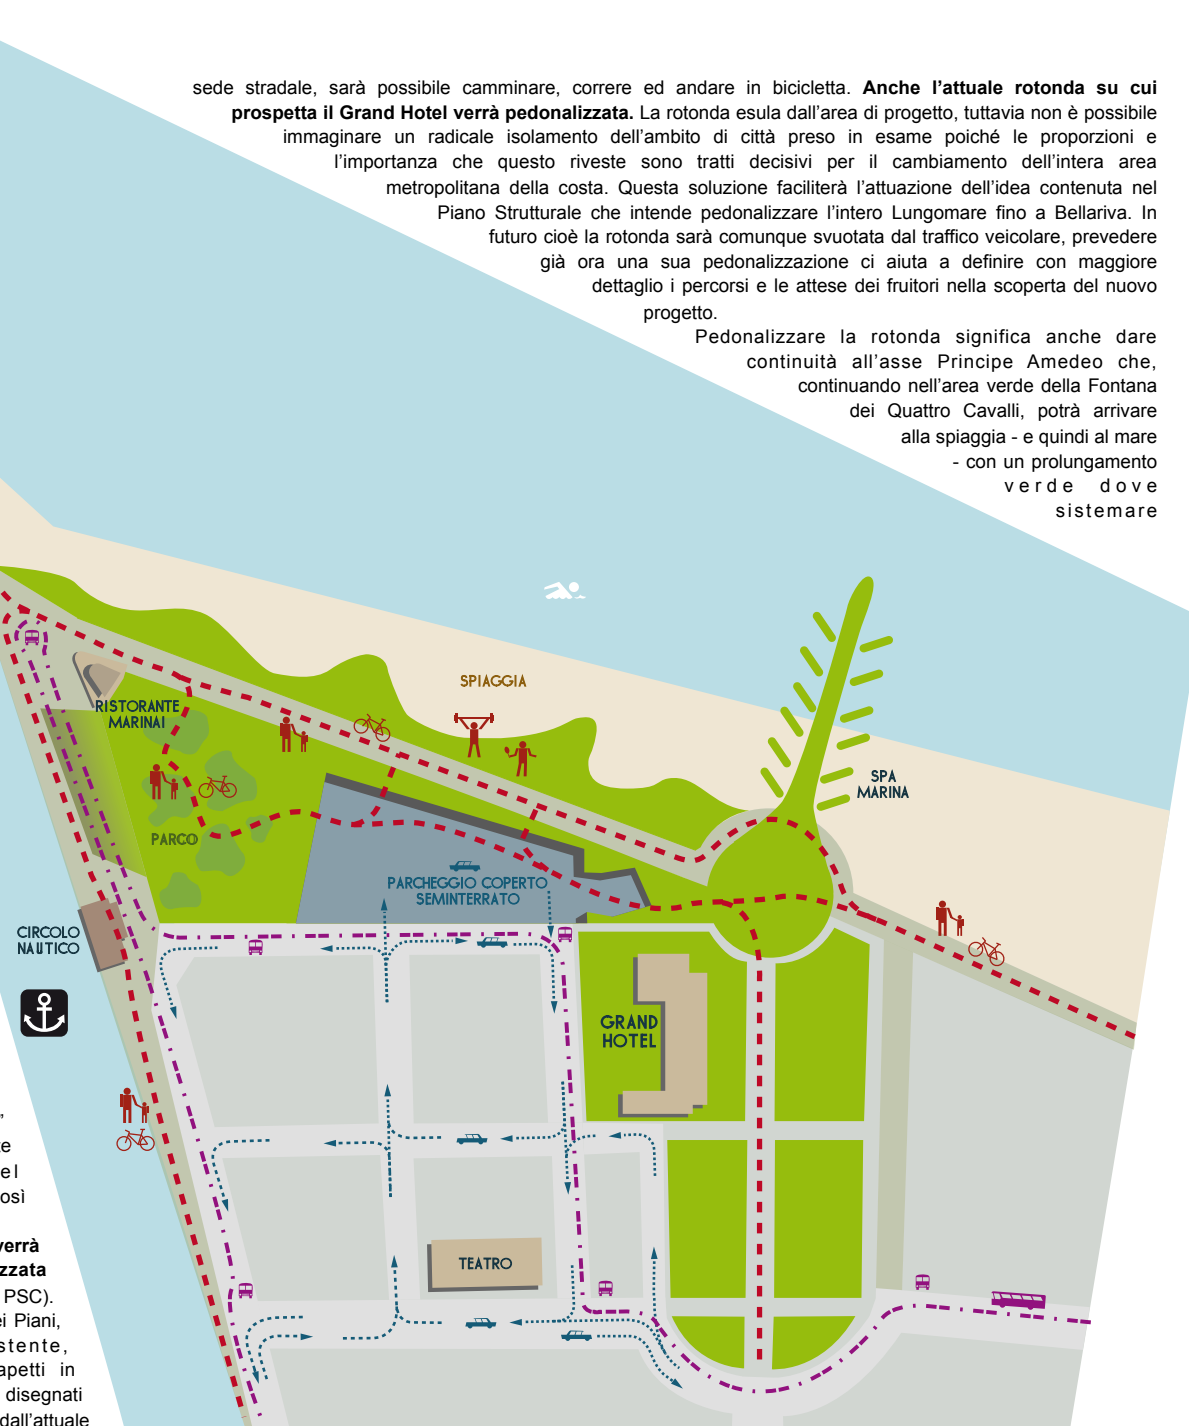 sede stradale, sarà possibile camminare, correre ed andare in bicicletta. Anche l'attuale rotonda su cui
prospetta il Grand Hotel verrà pedonalizzata. La rotonda esula dall'area di progetto, tuttavia non è possibile
immaginare un radicale isolamento dell'ambito di città preso in esame poiché le proporzioni e
l'importanza che questo riveste sono tratti decisivi per il cambiamento dell'intera area
metropolitana della costa. Questa soluzione faciliterà l'attuazione dell'idea contenuta nel
Piano Strutturale che intende pedonalizzare l'intero Lungomare fino a Bellariva. In
futuro cioè la rotonda sarà comunque svuotata dal traffico veicolare, prevedere
già ora una sua pedonalizzazione ci aiuta a definire con maggiore
dettaglio i percorsi e le attese dei fruitori nella scoperta del nuovo
progetto.
Pedonalizzare la rotonda significa anche dare
continuità all'asse Principe Amedeo che,
continuando nell'area verde della Fontana
dei Quattro Cavalli, potrà arrivare
alla spiaggia - e quindi al mare
- con un prolungamento
verde dove
sistemare
SPIAGGIA
RISTORANTE
MARINAI
SPA
MARINA
PARCO
PARCHEGGIO COPERTO
SEMINTERRATO
CIRCOLO
NAUTICO
GRAND
HOTEL
TEATRO
”
te
el
osì
verrà
zzata
PSC).
ei Piani,
stente,
apetti in
disegnati
dall'attuale